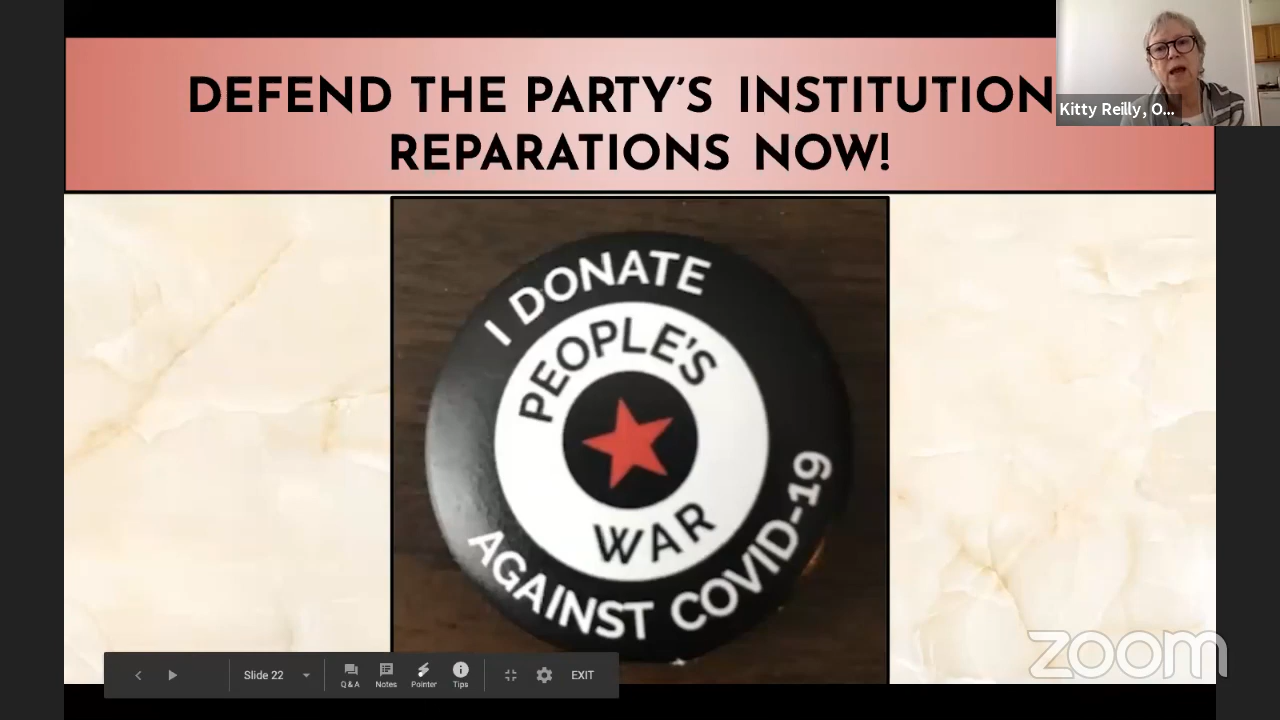 DEFEND THE PARTY’S INSTITUTION
REPARATIONS NOW!
Kitty Reilly, O...
I DONATE
PEOPLE'S
WAR
AGAINST COVID-19
zoom
Slide 22
Q&A
Notes
Pointer
Tips
EXIT